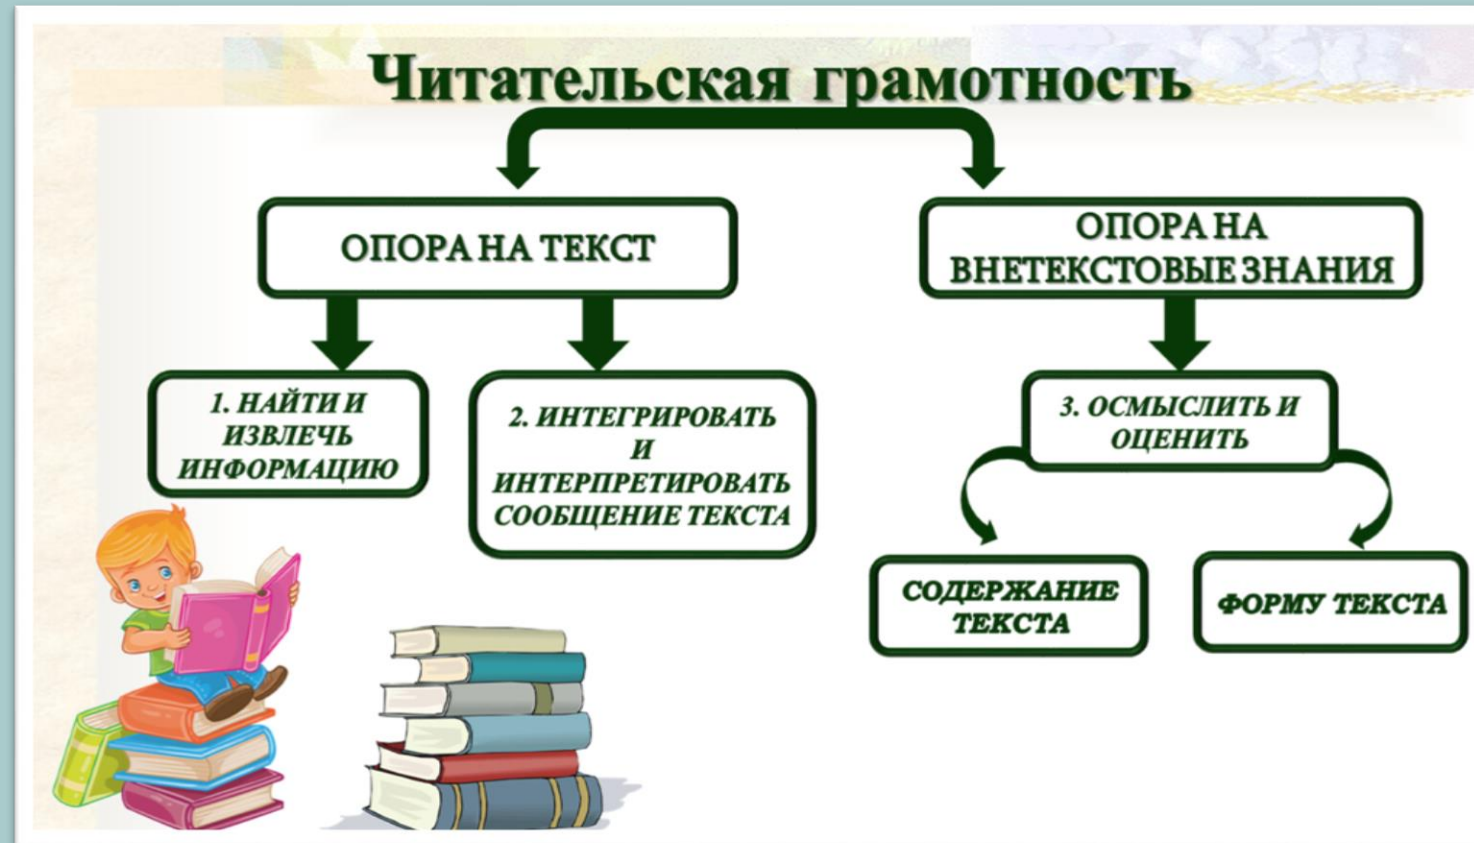 Читательская грамотность
ОПОРА НА ТЕКСТ
ОПОРА НА
ВНЕТЕКСТОВЫЕ ЗНАНИЯ
1. НАЙТИ И
ИЗВЛЕЧЬ
ИНФОРМАЦИЮ
2. ИНТЕГРИРОВАТЬ
И
ИНТЕРПРЕТИРОВАТЬ
СООБЩЕНИЕ ТЕКСТА
3. ОСМЫСЛИТЬ И
ОЦЕНИТЬ
СОДЕРЖАНИЕ
ТЕКСТА
ФОРМУ ТЕКСТА